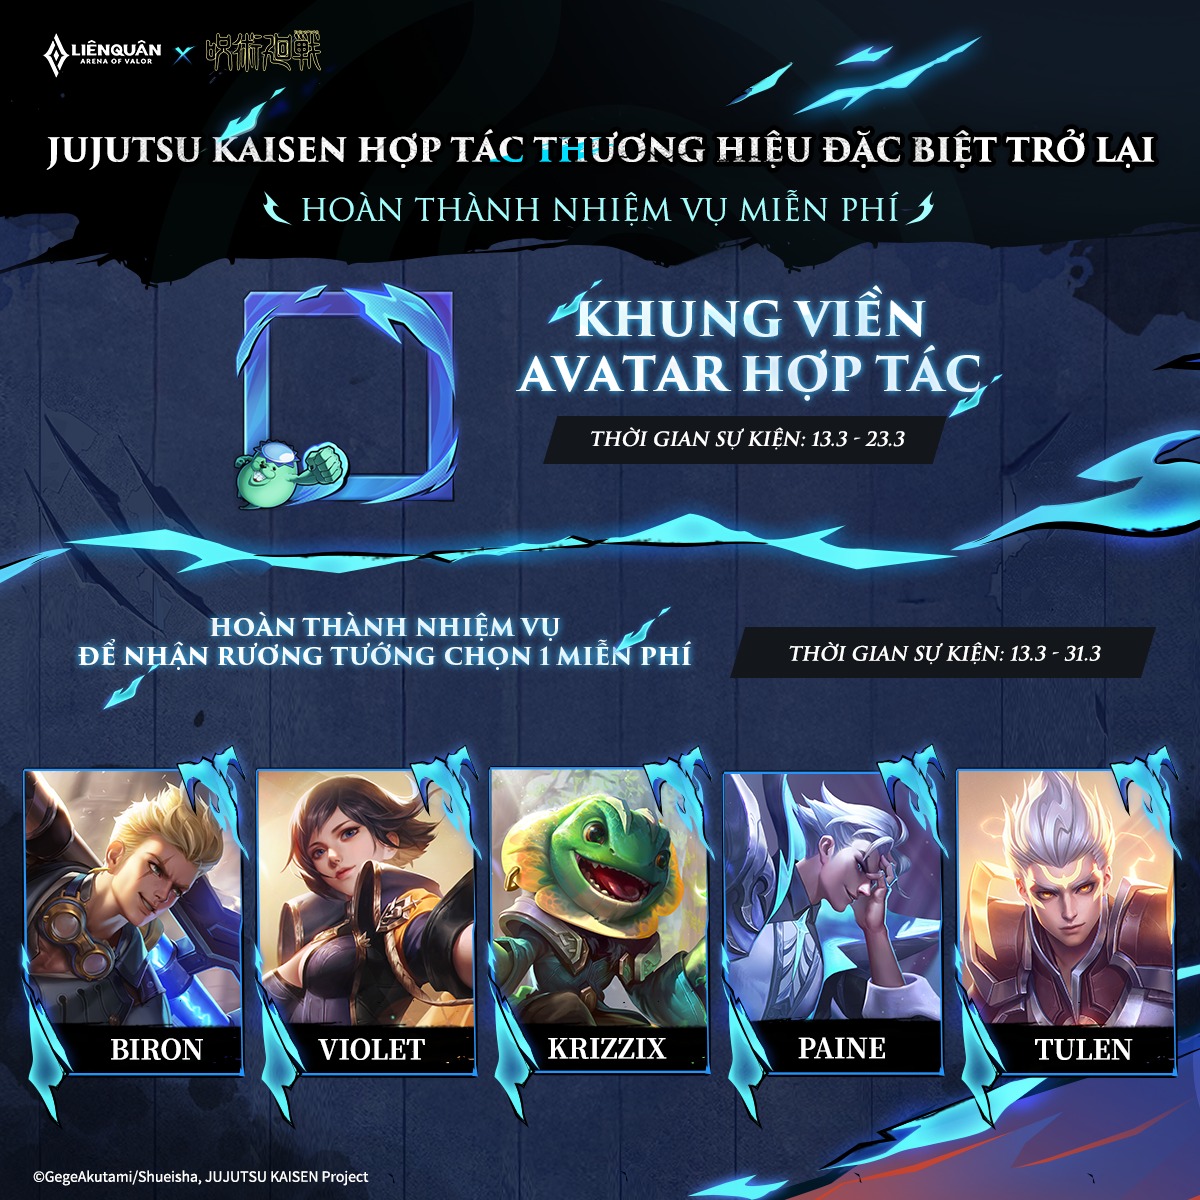 LIÊNQUÂN
ARENA OF VALOR
X
呪術廻戦
JUJUTSU KAISEN HỢP TÁC THƯƠNG HIỆU ĐẶC BIỆT TRỞ LẠI
HOÀN THÀNH NHIỆM VỤ MIỄN PHÍ
KHUNG VIỀN
AVATAR HỢP TÁC
THỜI GIAN SỰ KIỆN: 13.3 - 23.3
HOÀN THÀNH NHIỆM VỤ
ĐỂ NHẬN RƯƠNG TƯỚNG CHỌN 1 MIỄN PHÍ
THỜI GIAN SỰ KIỆN: 13.3 - 31.3
BIRON
VIOLET
KRIZZIX
PAINE
TULEN
©GegeAkutami/Shueisha, JUJUTSU KAISEN Project